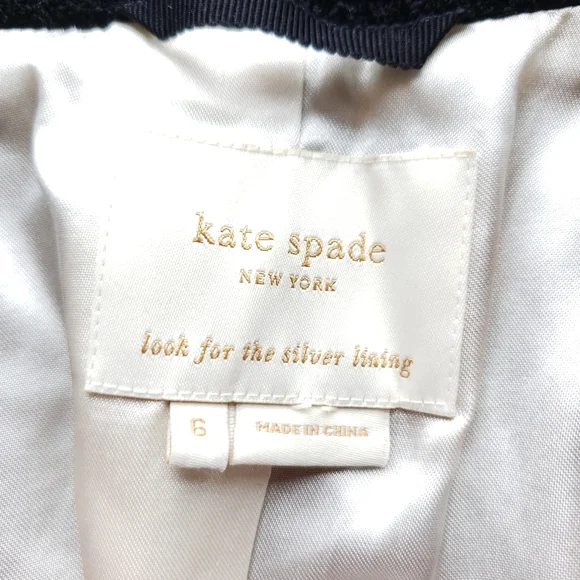 kate spade
NEW YORK
look for the silver lining
6
MADE IN CHINA